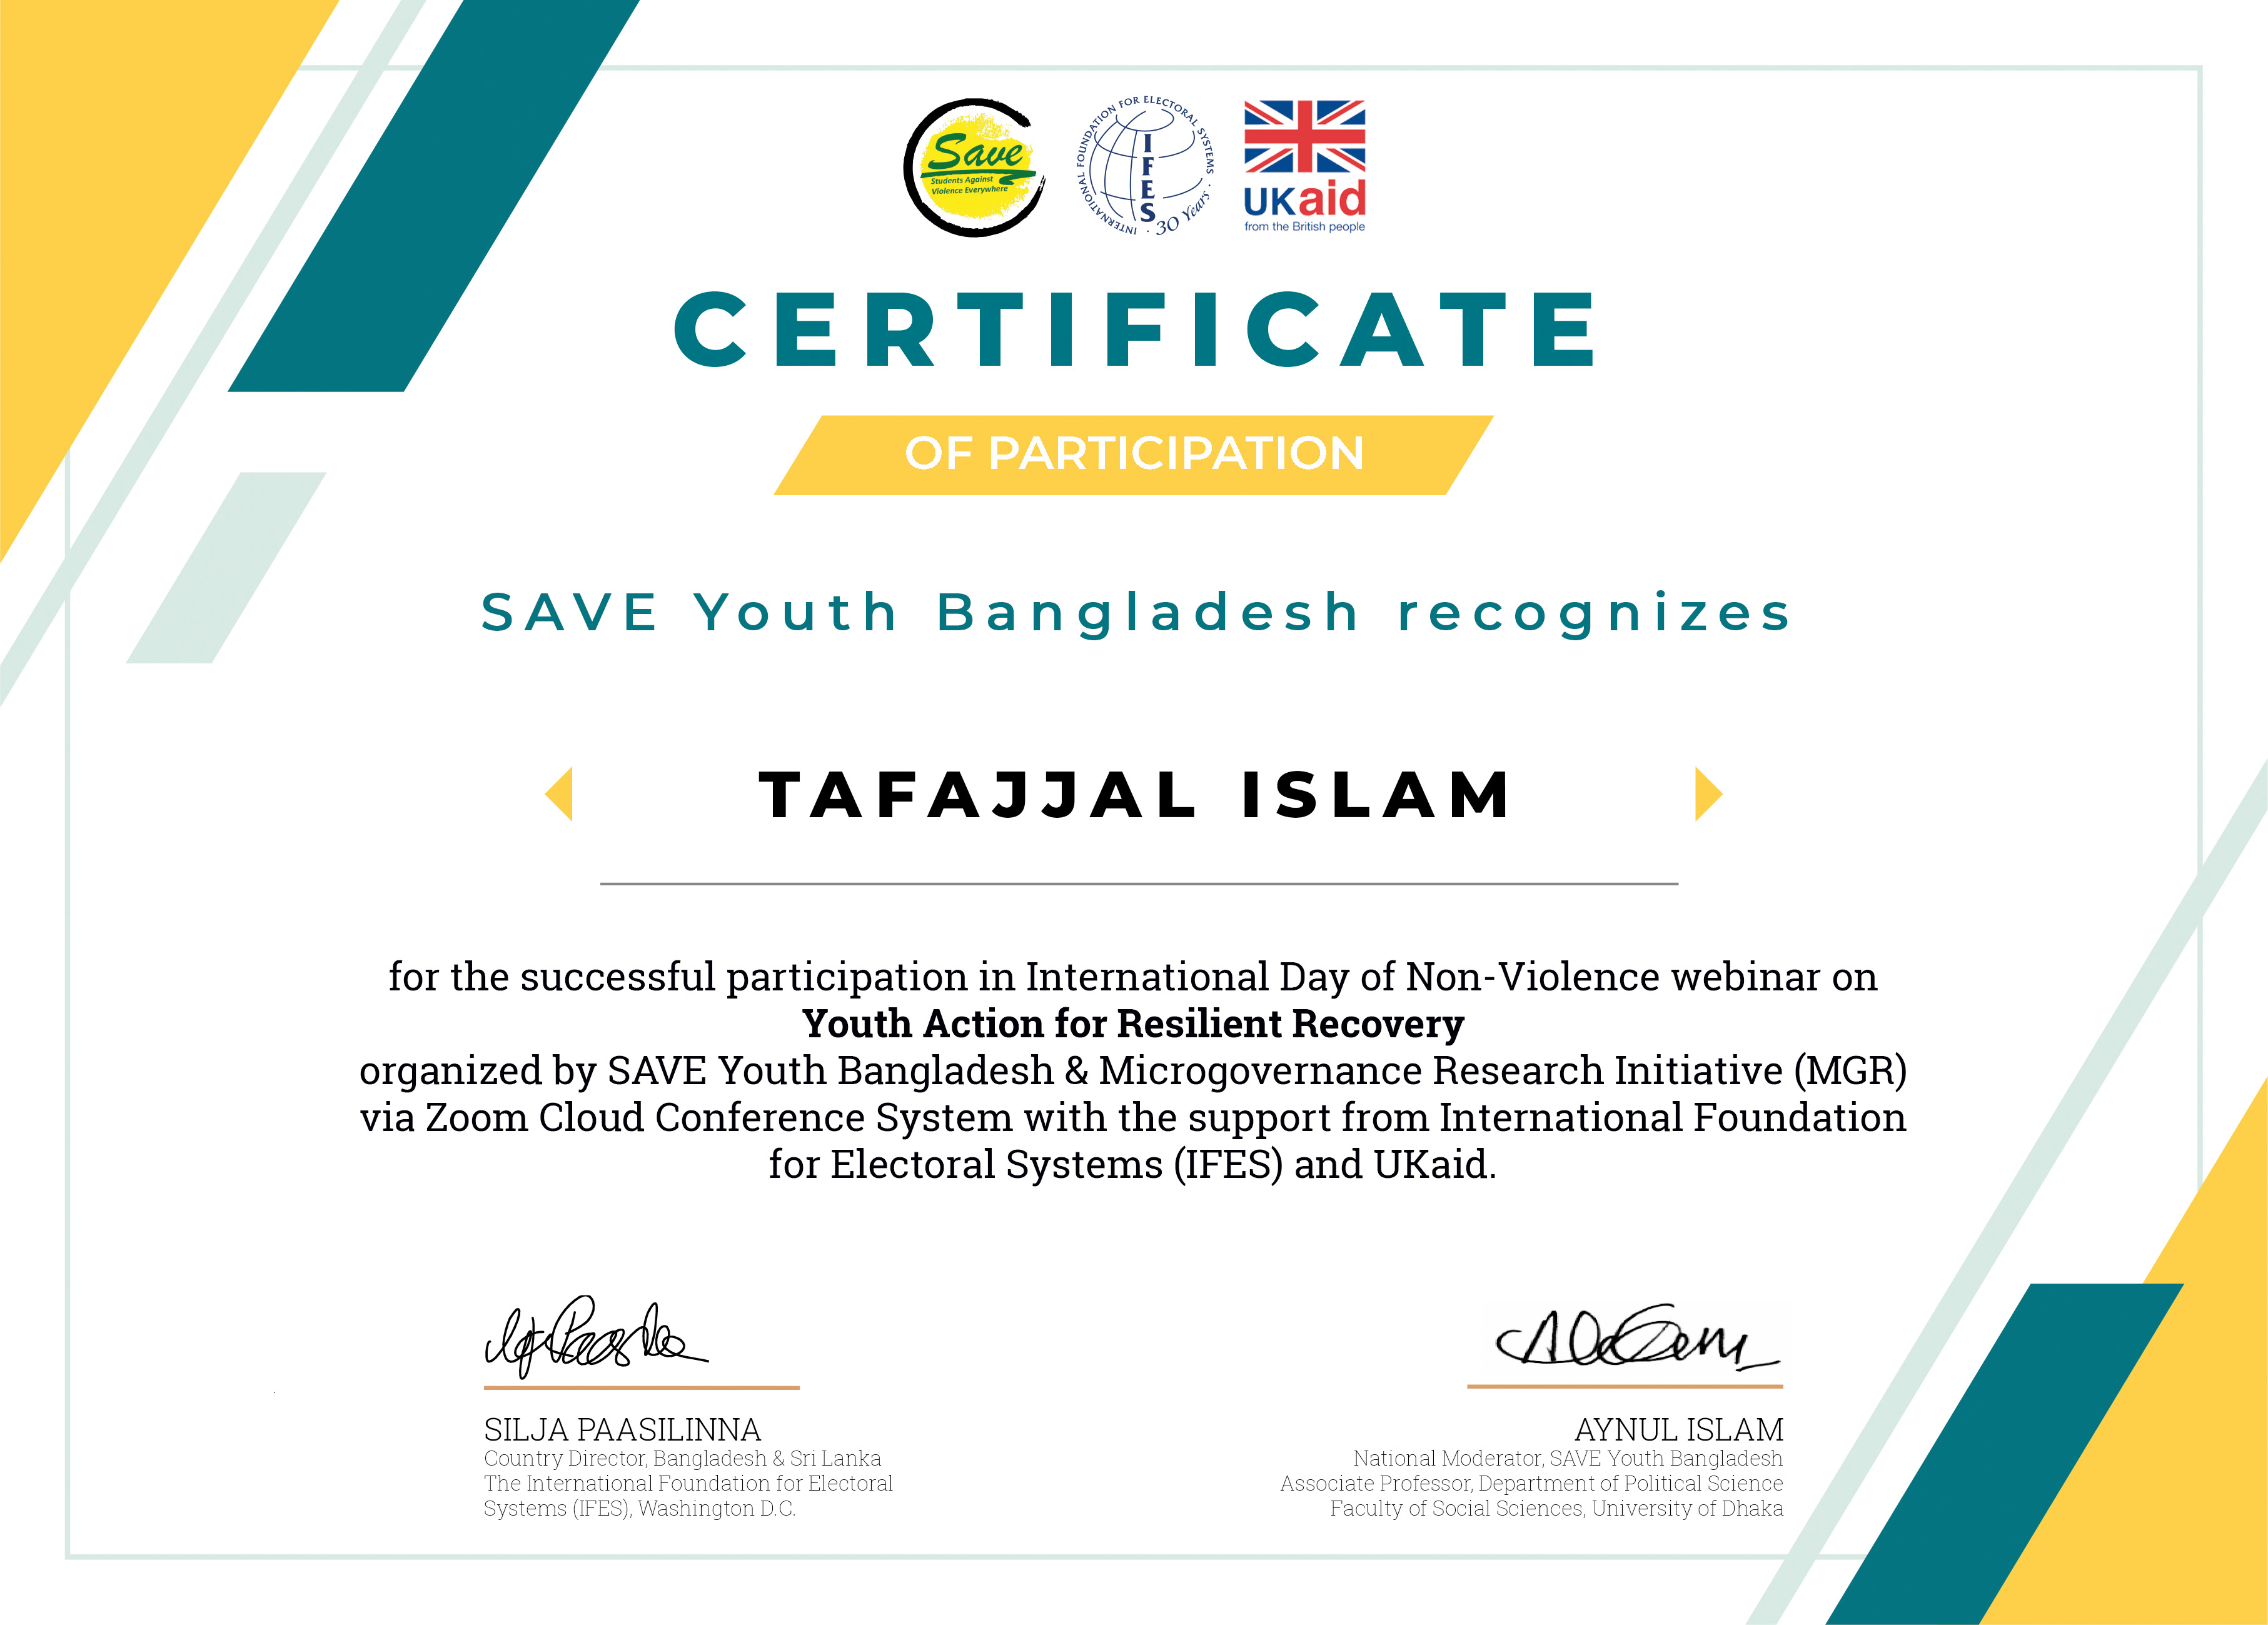 Save
Students Against
Violence Everywhere
INTERNATIONAL FOUNDATION FOR ELECTORAL SYSTEMS · 30 Years ·
IFES
UKaid
from the British people
CERTIFICATE
OF PARTICIPATION
SAVE Youth Bangladesh recognizes
TAFAJJAL ISLAM
for the successful participation in International Day of Non-Violence webinar on
Youth Action for Resilient Recovery
organized by SAVE Youth Bangladesh & Microgovernance Research Initiative (MGR)
via Zoom Cloud Conference System with the support from International Foundation
for Electoral Systems (IFES) and UKaid.
SILJA PAASILINNA
Country Director, Bangladesh & Sri Lanka
The International Foundation for Electoral
Systems (IFES), Washington D.C.
AYNUL ISLAM
National Moderator, SAVE Youth Bangladesh
Associate Professor, Department of Political Science
Faculty of Social Sciences, University of Dhaka